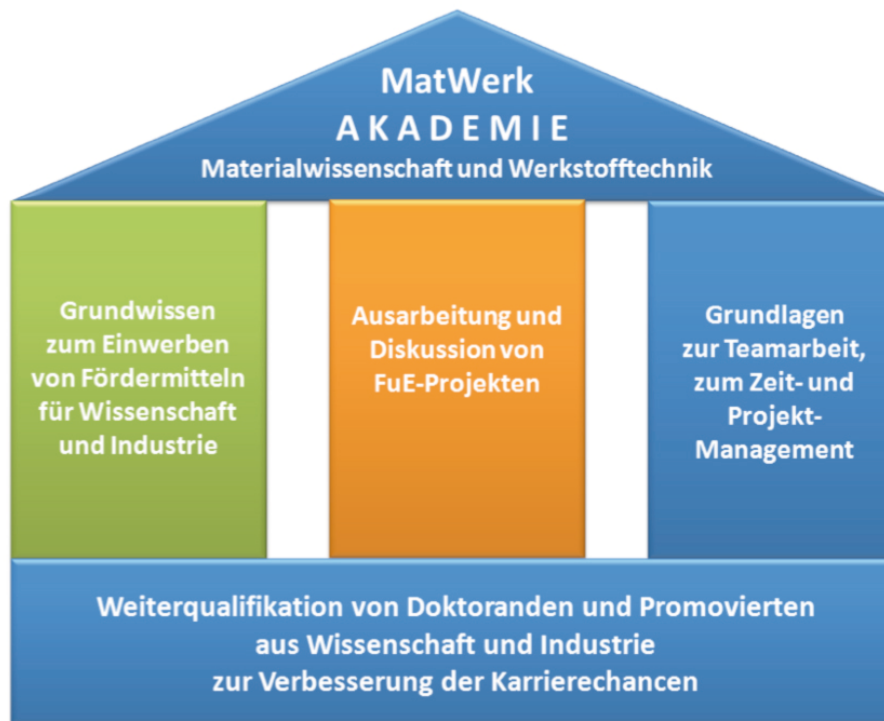 MatWerk
AKADEMIE
Materialwissenschaft und Werkstofftechnik
Grundwissen
zum Einwerben
von Fördermitteln
für Wissenschaft
und Industrie
Ausarbeitung und
Diskussion von
FuE-Projekten
Grundlagen
zur Teamarbeit,
zum Zeit- und
Projekt-
Management
Weiterqualifikation von Doktoranden und Promovierten
aus Wissenschaft und Industrie
zur Verbesserung der Karrierechancen